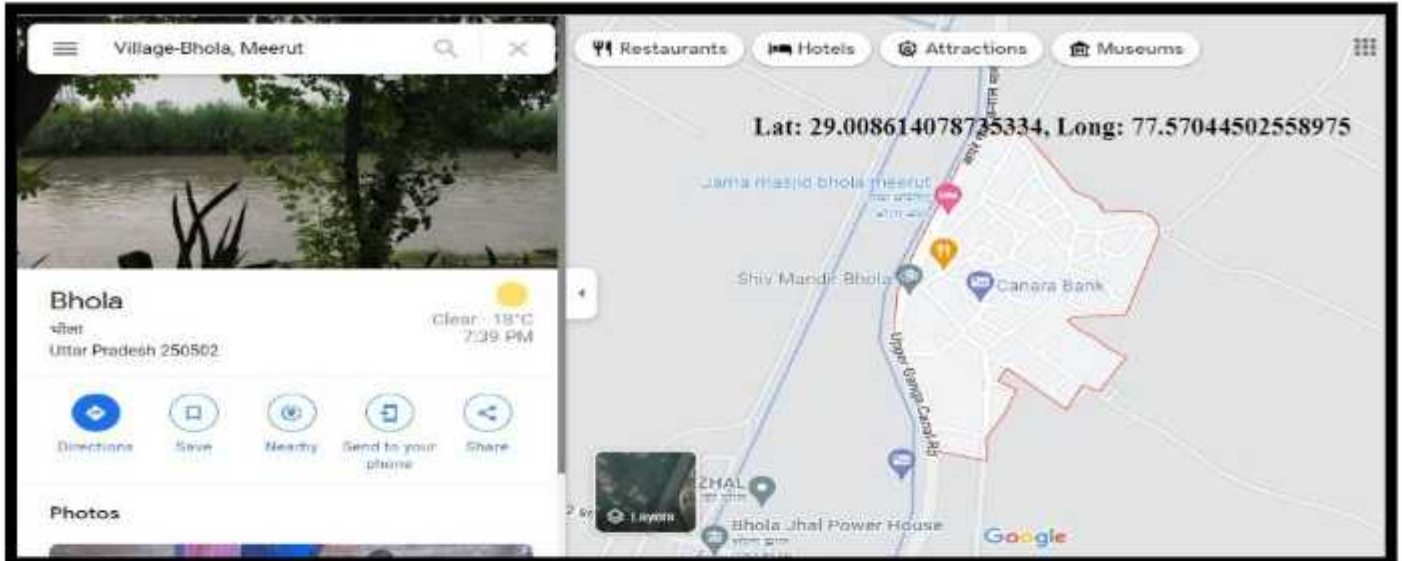 Village-Bhola, Meerut
Restaurants
Hotels
Attractions
Museums
Lat: 29.008614078735334, Long: 77.57044502558975
Jama masjid bhola meerut
Shiv Mandir Bhola
Canara Bank
Upper Ganga Canal Rd
Bhola
भोला
Uttar Pradesh 250502
Clear · 18°C
7:39 PM
Directions
Save
Nearby
Send to your
phone
Share
Photos
Layers
ZHAL
Bhola Jhal Power House
Google